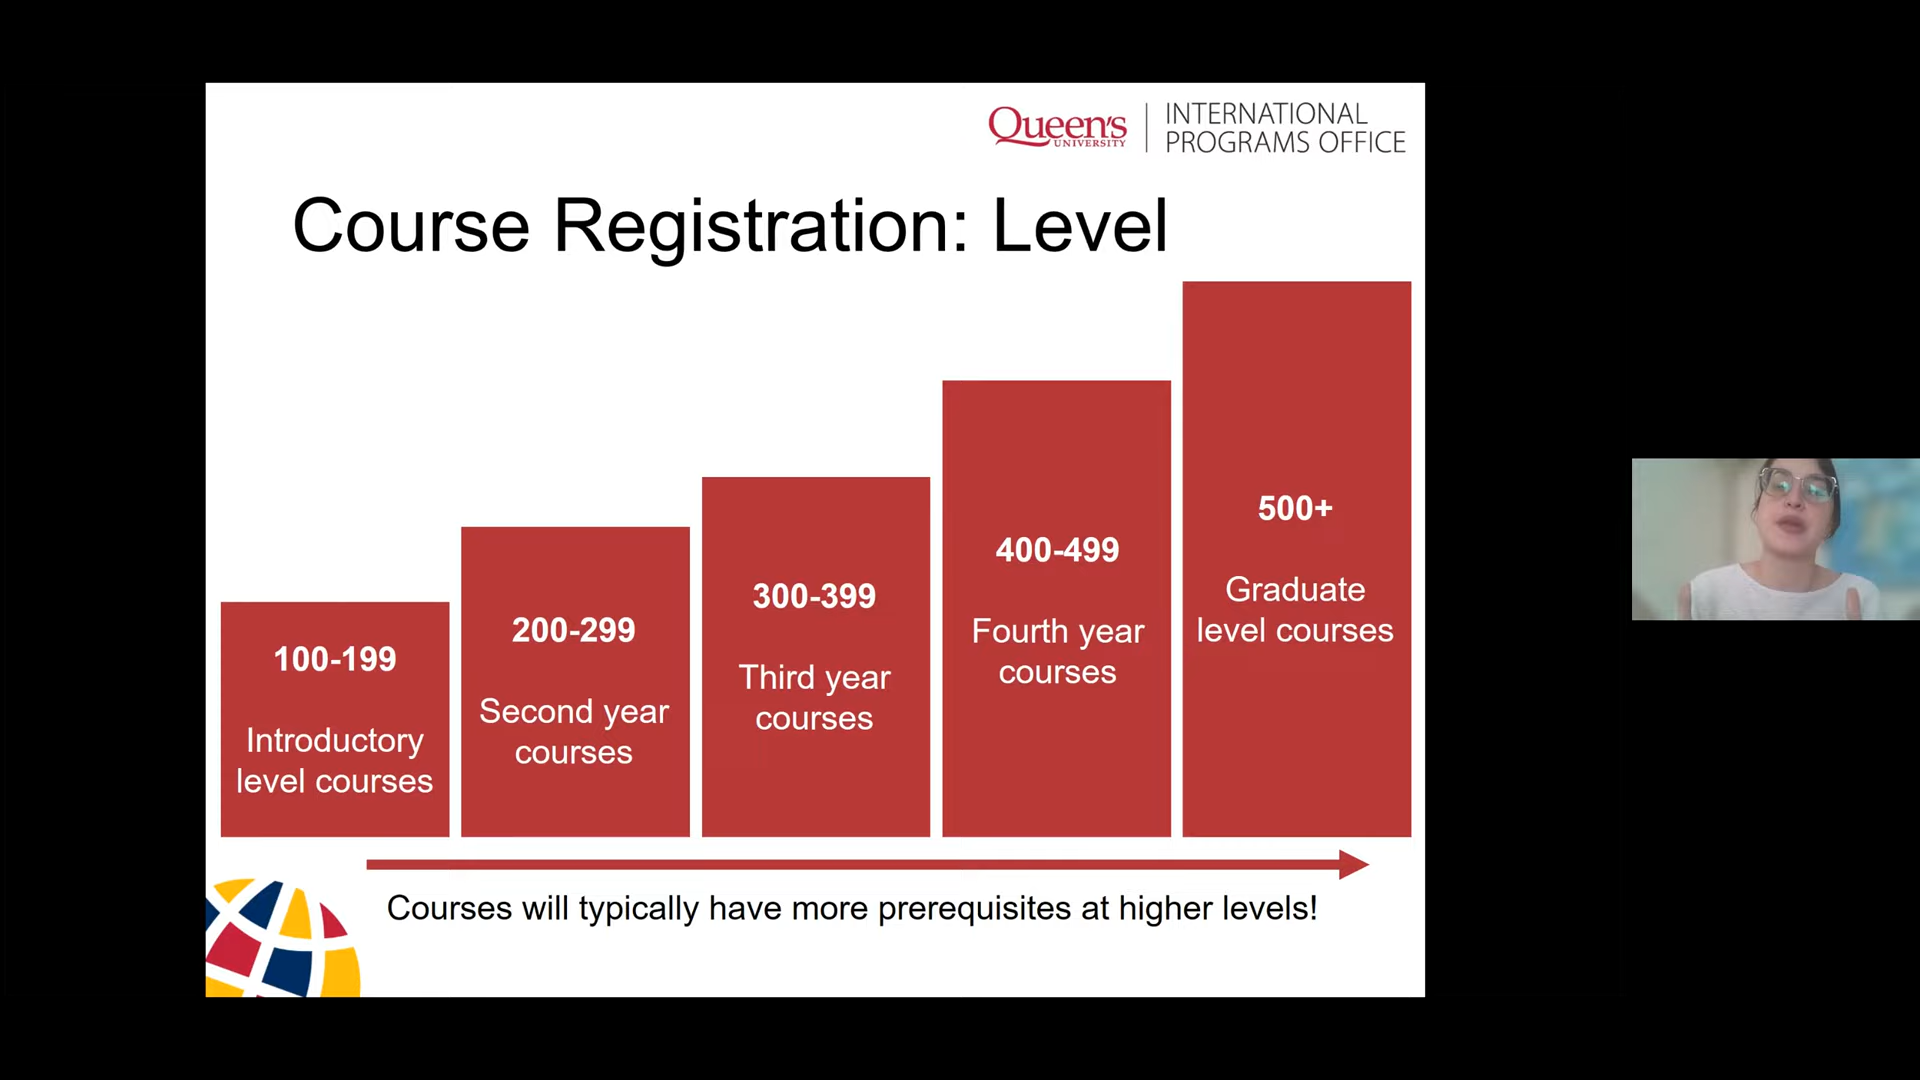 Queen's
UNIVERSITY
INTERNATIONAL
PROGRAMS OFFICE
Course Registration: Level
100-199
Introductory
level courses
200-299
Second year
courses
300-399
Third year
courses
400-499
Fourth year
courses
500+
Graduate
level courses
Courses will typically have more prerequisites at higher levels!